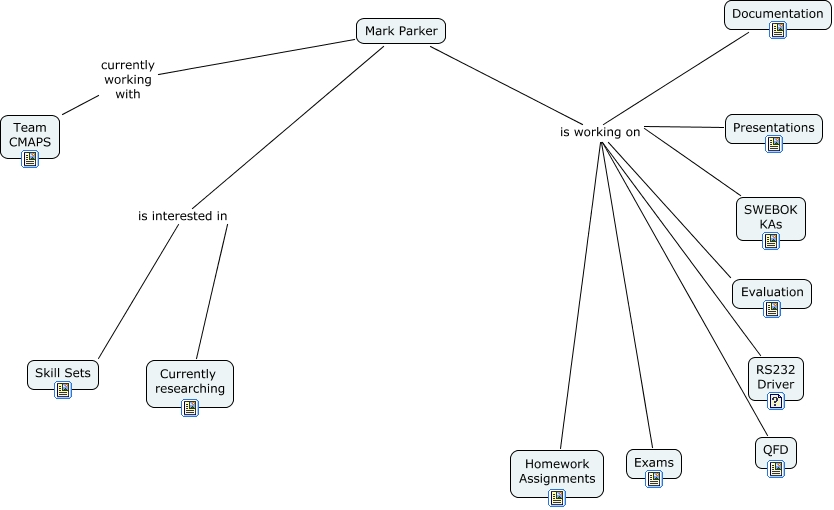 Documentation
Mark Parker
currently
working
with
Team
CMAPS
Presentations
is working on
SWEBOK
KAs
is interested in
Evaluation
Skill Sets
Currently
researching
RS232
Driver
QFD
Homework
Assignments
Exams